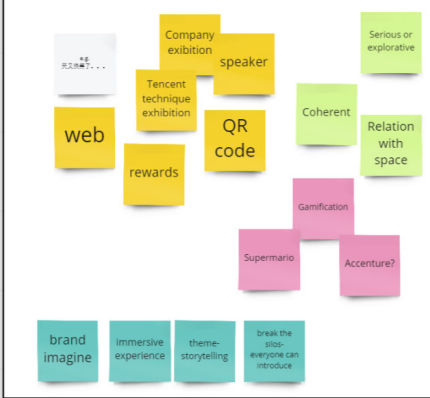 Company
exibition
speaker
Serious or
explorative
Tencent
technique
exhibition
Coherent
web
QR
code
Relation
with
space
rewards
Gamification
Supermario
Accenture?
brand
imagine
immersive
experience
theme-
storytelling
break the
silos-
everyone can
introduce